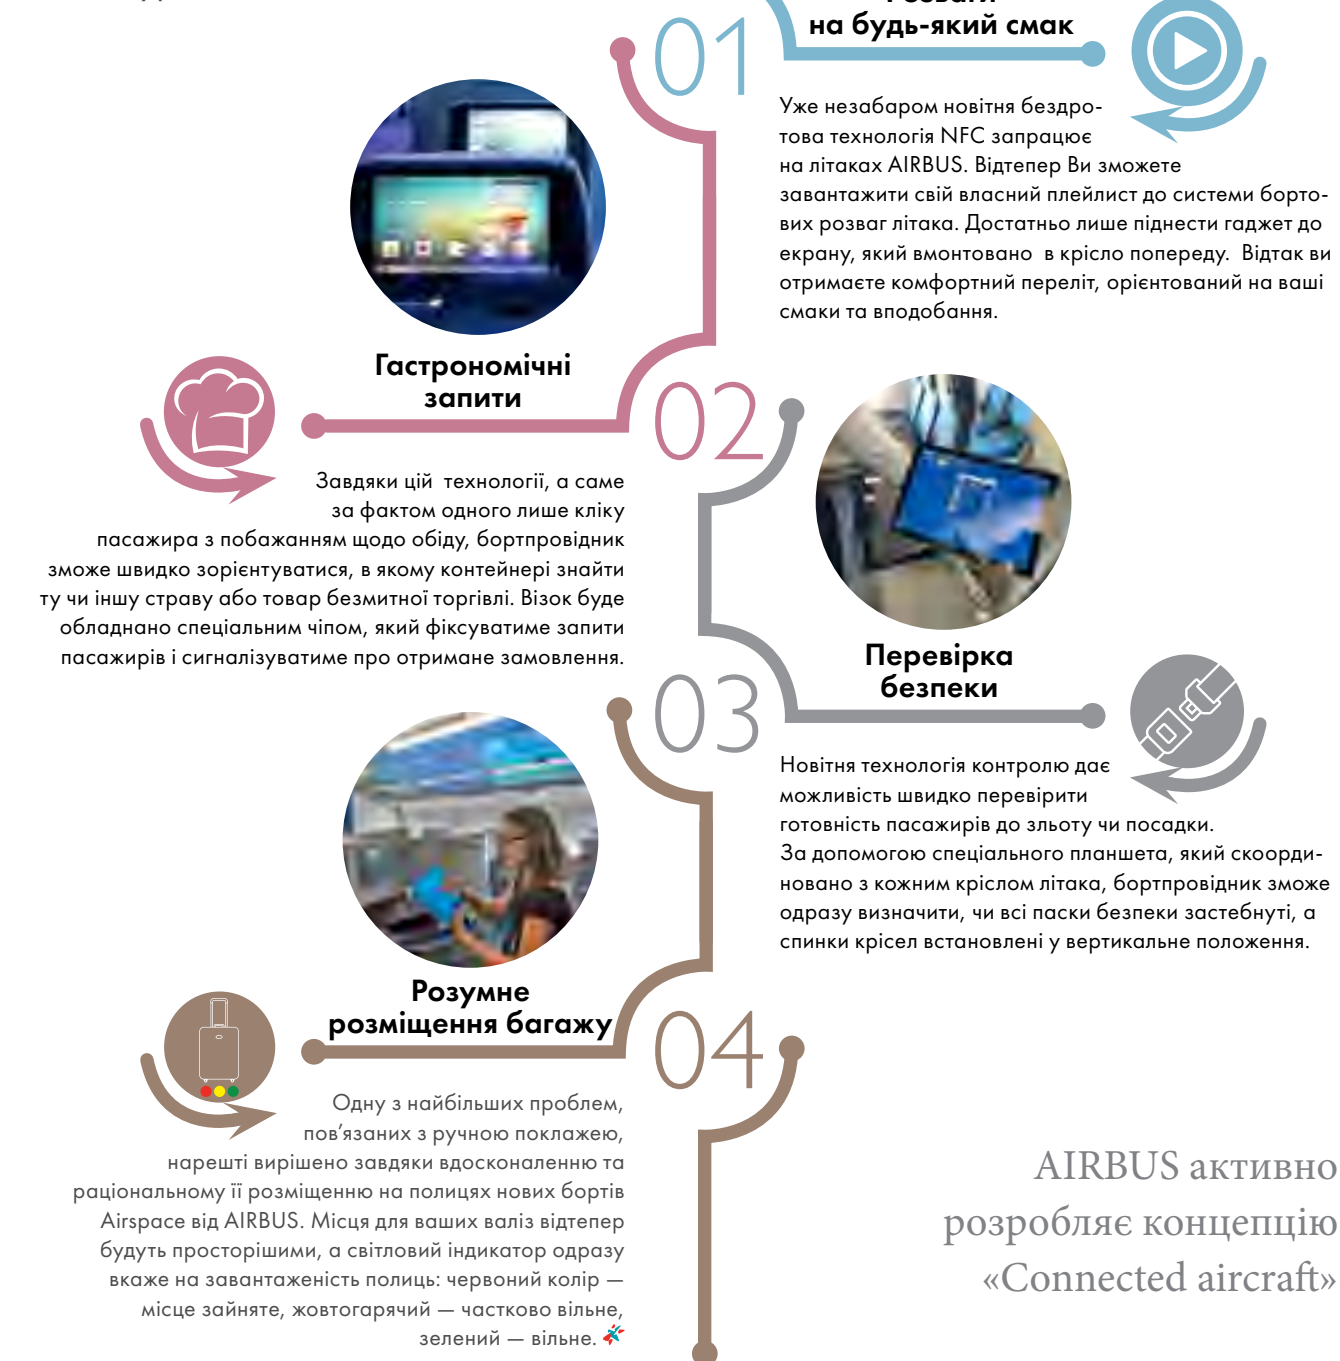 на будь-який смак
01
Уже незабаром новітня бездро-
това технологія NFC запрацює
на літаках AIRBUS. Відтепер Ви зможете
завантажити свій власний плейлист до системи борто-
вих розваг літака. Достатньо лише піднести гаджет до
екрану, який вмонтовано в крісло попереду. Відтак ви
отримаєте комфортний переліт, орієнтований на ваші
смаки та вподобання.
Гастрономічні
запити
02
Завдяки цій технології, а саме
за фактом одного лише кліку
пасажира з побажанням щодо обіду, бортпровідник
зможе швидко зорієнтуватися, в якому контейнері знайти
ту чи іншу страву або товар безмитної торгівлі. Візок буде
обладнано спеціальним чіпом, який фіксуватиме запити
пасажирів і сигналізуватиме про отримане замовлення.
Перевірка
безпеки
03
Новітня технологія контролю дає
можливість швидко перевірити
готовність пасажирів до зльоту чи посадки.
За допомогою спеціального планшета, який скоорди-
новано з кожним кріслом літака, бортпровідник зможе
одразу визначити, чи всі паски безпеки застебнуті, а
спинки крісел встановлені у вертикальне положення.
Розумне
розміщення багажу
04
Одну з найбільших проблем,
пов’язаних з ручною поклажею,
нарешті вирішено завдяки вдосконаленню та
раціональному її розміщенню на полицях нових бортів
Airspace від AIRBUS. Місця для ваших валіз відтепер
будуть просторішими, а світловий індикатор одразу
вкаже на завантаженість полиць: червоний колір —
місце зайняте, жовтогарячий — частково вільне,
зелений — вільне.
AIRBUS активно
розробляє концепцію
«Connected aircraft»